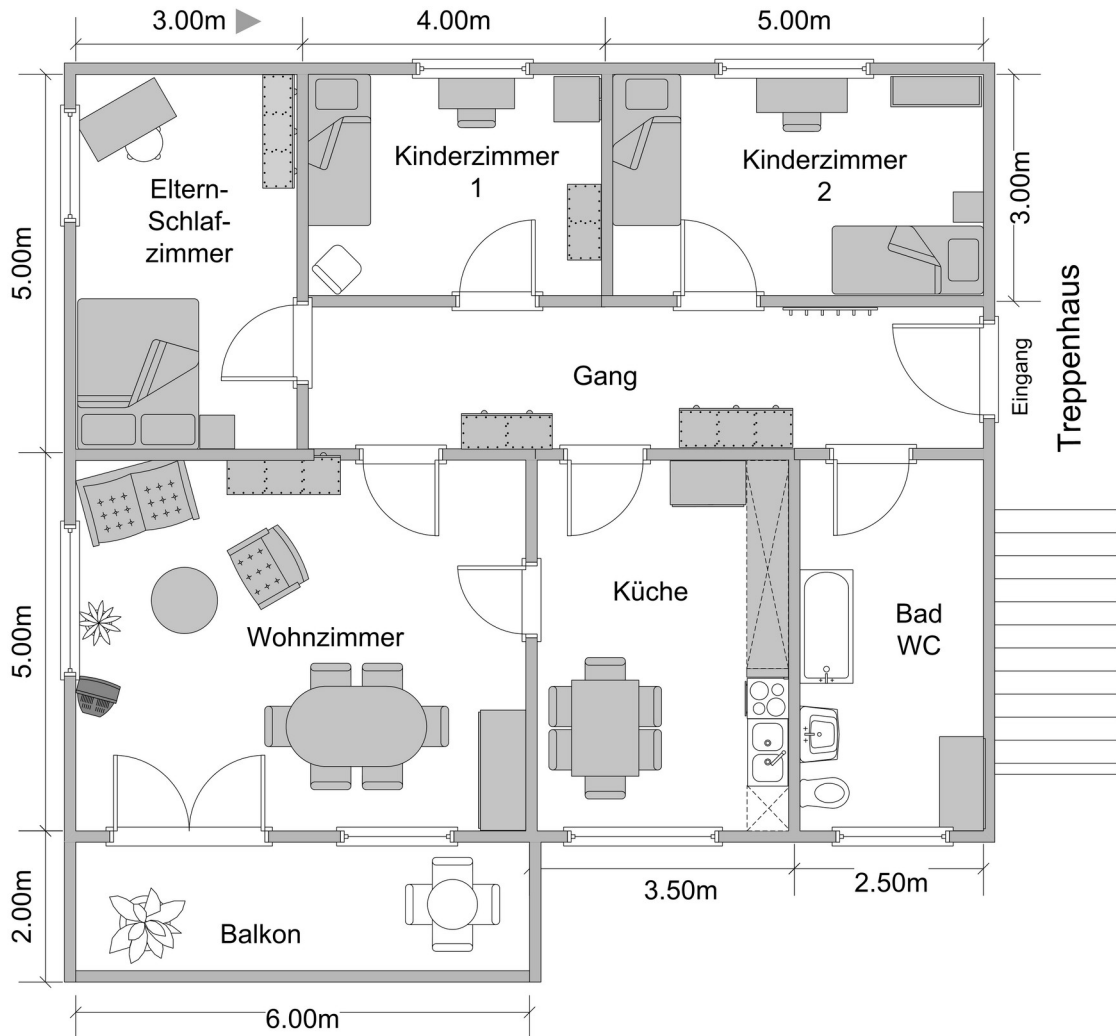 3.00m
4.00m
5.00m
5.00m
Eltern-
Schlaf-
zimmer
Kinderzimmer
1
Kinderzimmer
2
3.00m
Gang
Eingang
Treppenhaus
5.00m
Wohnzimmer
Küche
Bad
WC
2.00m
Balkon
3.50m
2.50m
6.00m